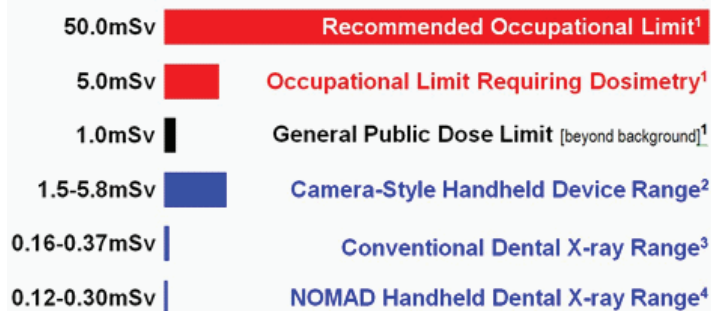 50.0mSv Recommended Occupational Limit¹
5.0mSv Occupational Limit Requiring Dosimetry¹
1.0mSv General Public Dose Limit [beyond background]¹
1.5-5.8mSv Camera-Style Handheld Device Range²
0.16-0.37mSv Conventional Dental X-ray Range³
0.12-0.30mSv NOMAD Handheld Dental X-ray Range⁴